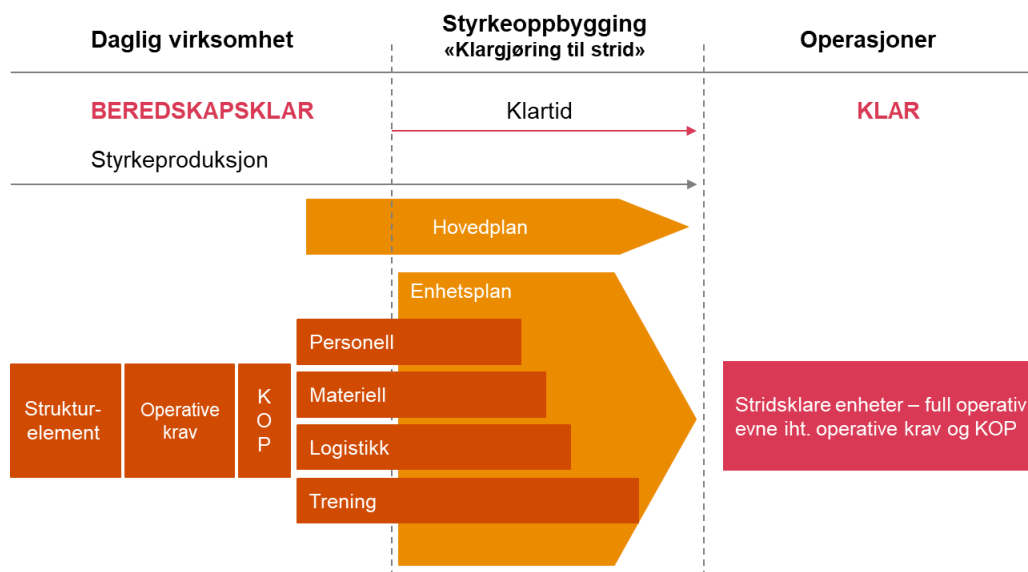 Daglig virksomhet
Styrkeoppbygging
«Klargjøring til strid»
Operasjoner
BEREDSKAPSKLAR
Klartid
KLAR
Styrkeproduksjon
Hovedplan
Enhetsplan
Personell
Materiell
Logistikk
Trening
Struktur-
element
Operative
krav
K
O
P
Stridsklare enheter – full operativ
evne iht. operative krav og KOP